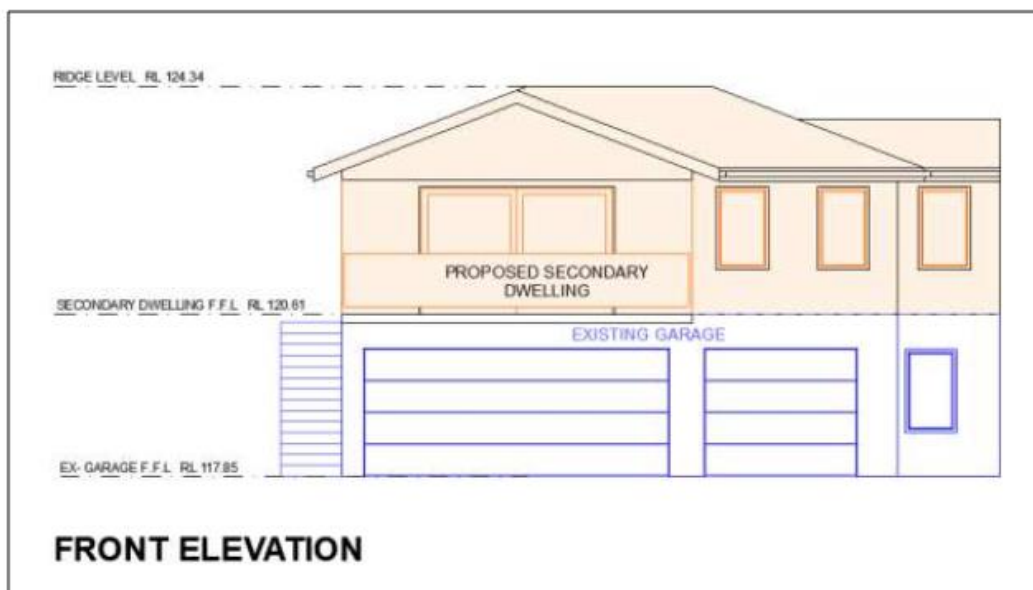 RIDGE LEVEL RL 124.34
PROPOSED SECONDARY
DWELLING
SECONDARY DWELLING F.F.L RL 120.61
EXISTING GARAGE
EX- GARAGE F.F.L RL 117.85
FRONT ELEVATION